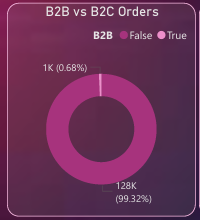 B2B vs B2C Orders
B2B False True
1K (0.68%)
128K
(99.32%)